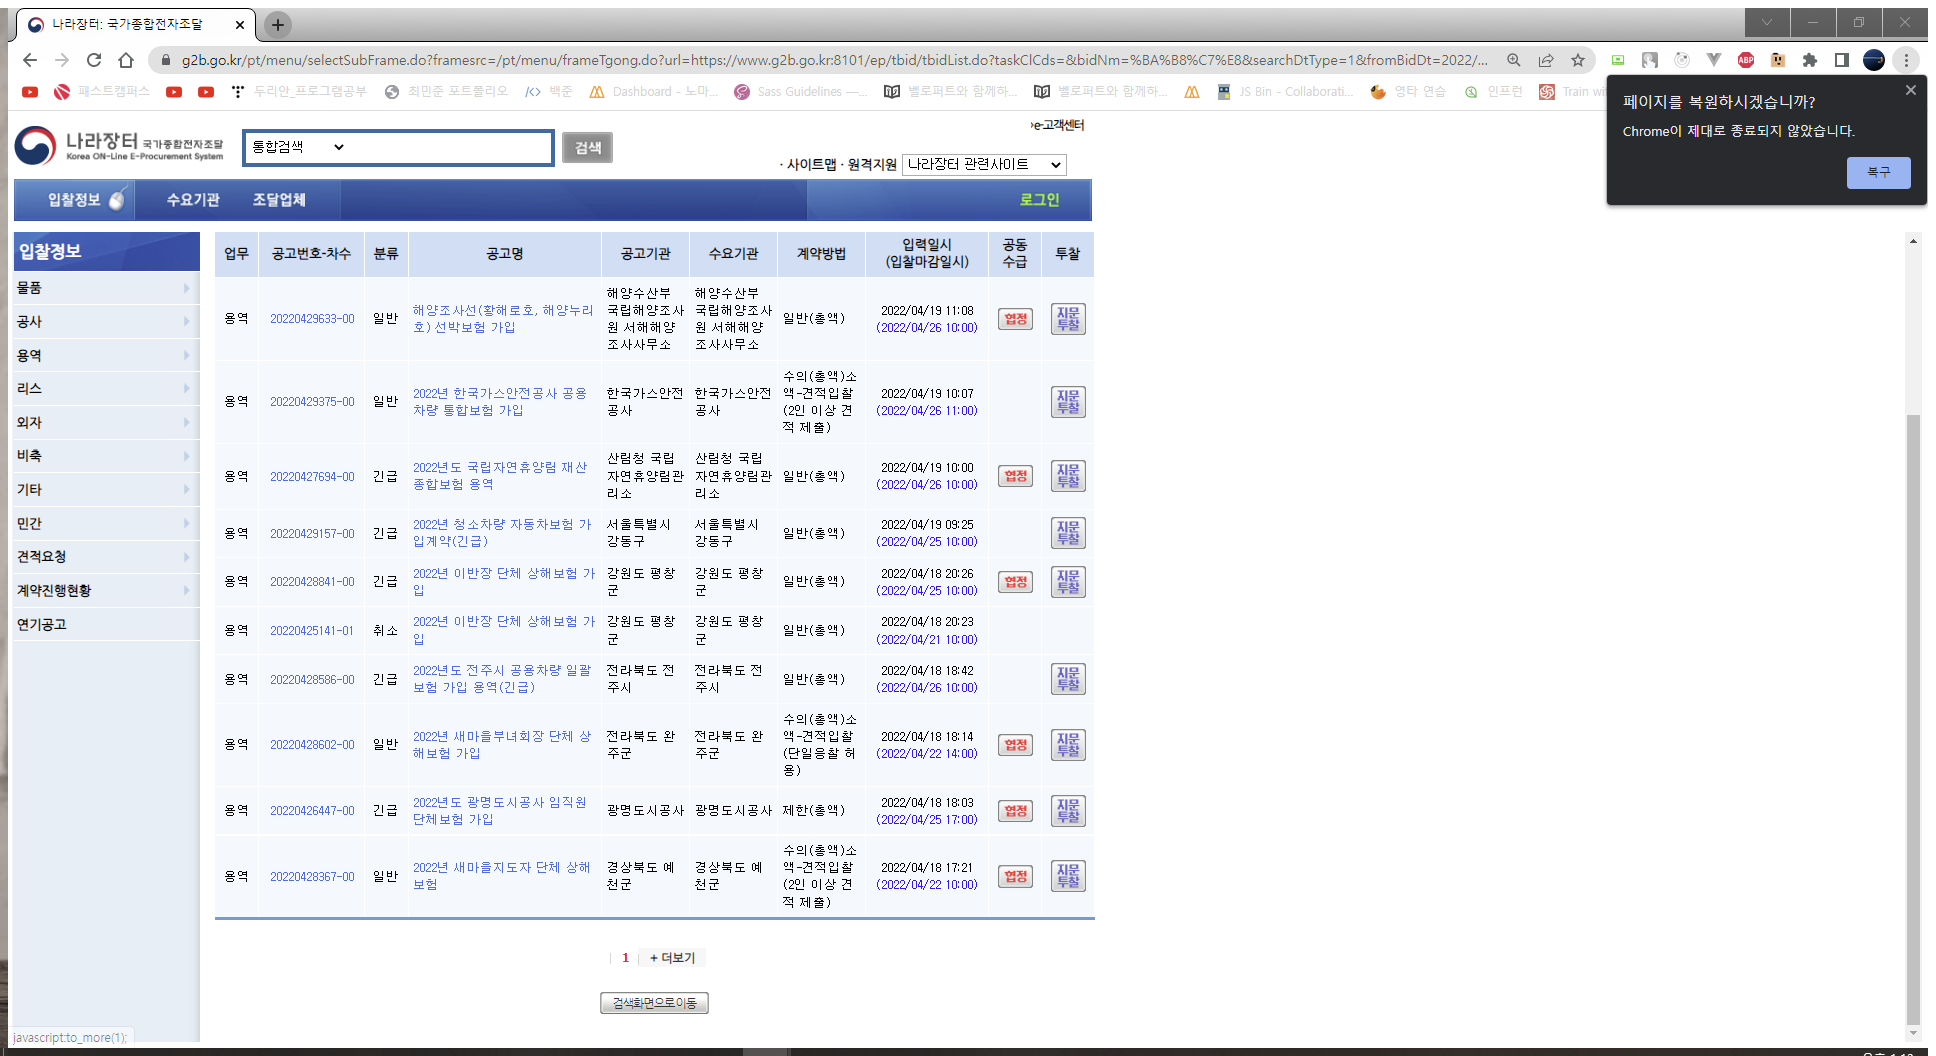 나라장터: 국가종합전자조달
g2b.go.kr/pt/menu/selectSubFrame.do?framesrc=/pt/menu/frameTgong.do?url=https://www.g2b.go.kr:8101/ep/tbid/tbidList.do?taskClCds=&bidNm=%BA%B8%C7%E8&searchDtType=1&fromBidDt=2022/...
패스트캠퍼스 두리안_프로그램공부 최민준 포트폴리오 백준 Dashboard - 노마... Sass Guidelines —... 벨로퍼트와 함께하... 벨로퍼트와 함께하... JS Bin - Collaborati... 영타 연습 인프런 Train wi
페이지를 복원하시겠습니까?
Chrome이 제대로 종료되지 않았습니다.
복구
e-고객센터
나라장터 국가종합전자조달
Korea ON-Line E-Procurement System
통합검색
검색
· 사이트맵 · 원격지원
나라장터 관련사이트
입찰정보 수요기관 조달업체 로그인
입찰정보
물품
공사
용역
리스
외자
비축
기타
민간
견적요청
계약진행현황
연기공고
업무 공고번호-차수 분류 공고명 공고기관 수요기관 계약방법 입력일시 (입찰마감일시) 공동 수급 투찰
용역 20220429633-00 일반 해양조사선(황해로호, 해양누리호) 선박보험 가입 해양수산부 국립해양조사원 서해해양조사사무소 해양수산부 국립해양조사원 서해해양조사사무소 일반(총액) 2022/04/19 11:08 (2022/04/26 10:00) 협정 지문투찰
용역 20220429375-00 일반 2022년 한국가스안전공사 공용차량 통합보험 가입 한국가스안전공사 한국가스안전공사 수의(총액)소액-견적입찰(2인 이상 견적 제출) 2022/04/19 10:07 (2022/04/26 11:00) 지문투찰
용역 20220427694-00 긴급 2022년도 국립자연휴양림 재산종합보험 용역 산림청 국립자연휴양림관리소 산림청 국립자연휴양림관리소 일반(총액) 2022/04/19 10:00 (2022/04/26 10:00) 협정 지문투찰
용역 20220429157-00 긴급 2022년 청소차량 자동차보험 가입계약(긴급) 서울특별시 강동구 서울특별시 강동구 일반(총액) 2022/04/19 09:25 (2022/04/25 10:00) 지문투찰
용역 20220428841-00 긴급 2022년 이반장 단체 상해보험 가입 강원도 평창군 강원도 평창군 일반(총액) 2022/04/18 20:26 (2022/04/25 10:00) 협정 지문투찰
용역 20220425141-01 취소 2022년 이반장 단체 상해보험 가입 강원도 평창군 강원도 평창군 일반(총액) 2022/04/18 20:23 (2022/04/21 10:00)
용역 20220428586-00 긴급 2022년도 전주시 공용차량 일괄보험 가입 용역(긴급) 전라북도 전주시 전라북도 전주시 일반(총액) 2022/04/18 18:42 (2022/04/26 10:00) 지문투찰
용역 20220428602-00 일반 2022년 새마을부녀회장 단체 상해보험 가입 전라북도 완주군 전라북도 완주군 수의(총액)소액-견적입찰(단일응찰 허용) 2022/04/18 18:14 (2022/04/22 14:00) 협정 지문투찰
용역 20220426447-00 긴급 2022년도 광명도시공사 임직원 단체보험 가입 광명도시공사 광명도시공사 제한(총액) 2022/04/18 18:03 (2022/04/25 17:00) 협정 지문투찰
용역 20220428367-00 일반 2022년 새마을지도자 단체 상해보험 경상북도 예천군 경상북도 예천군 수의(총액)소액-견적입찰(2인 이상 견적 제출) 2022/04/18 17:21 (2022/04/22 10:00) 협정 지문투찰
1 + 더보기
검색화면으로이동
javascript:to_more(1);